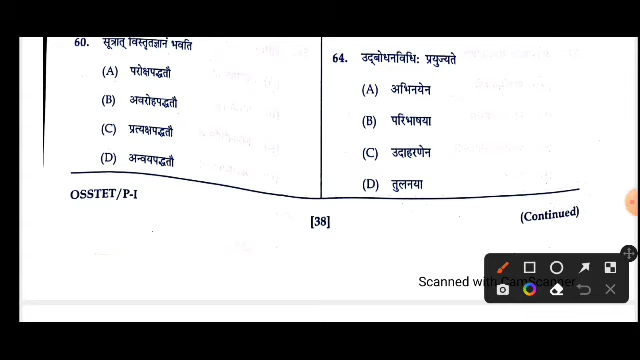 60. सूत्रात् विस्तृतज्ञानं भवति
(A) परोक्षपद्धतौ
(B) अवरोहपद्धतौ
(C) प्रत्यक्षपद्धतौ
(D) अन्वयपद्धतौ
64. उद्‌बोधनविधिः प्रयुज्यते
(A) अभिनयेन
(B) परिभाषया
(C) उदाहरणेन
(D) तुलनया
OSSTET/P-I
[38]
(Continued)
Scanned with CamScanner